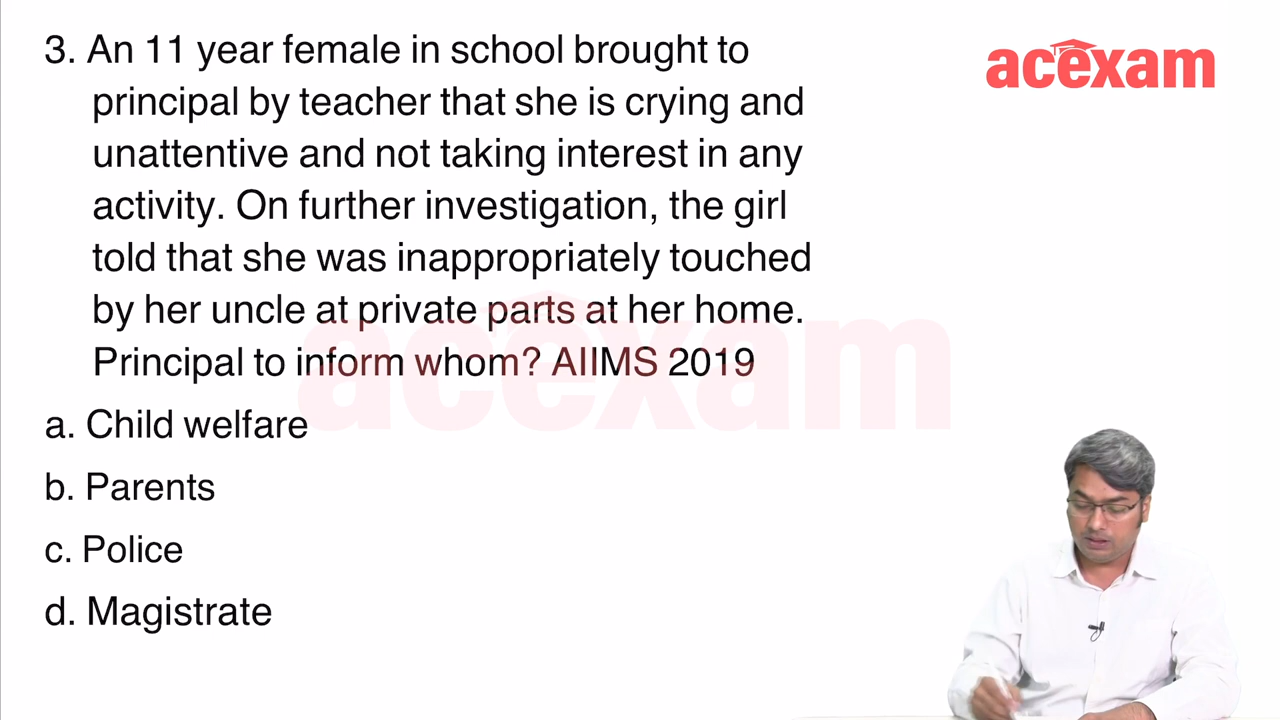 3. An 11 year female in school brought to
principal by teacher that she is crying and
unattentive and not taking interest in any
activity. On further investigation, the girl
told that she was inappropriately touched
by her uncle at private parts at her home.
Principal to inform whom? AIIMS 2019
a. Child welfare
b. Parents
c. Police
d. Magistrate
acexam
acexam